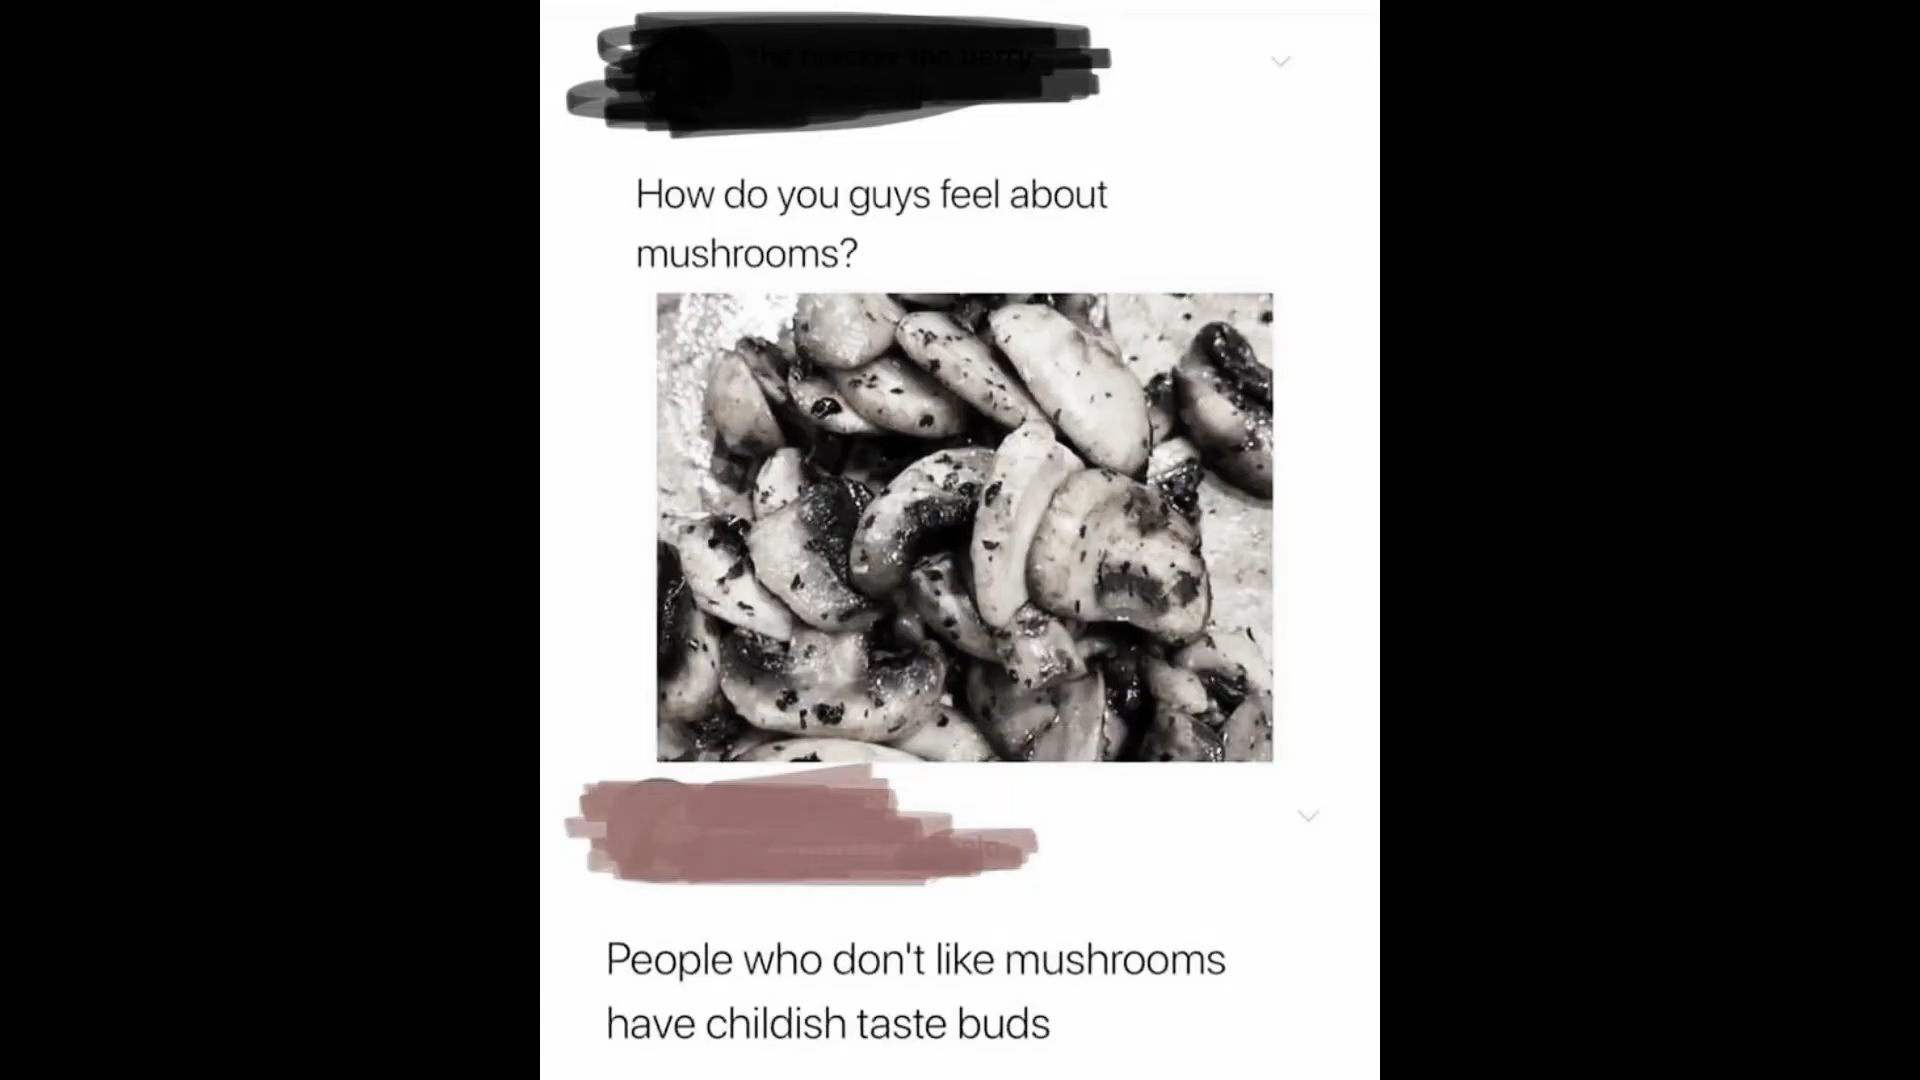 How do you guys feel about
mushrooms?
People who don't like mushrooms
have childish taste buds